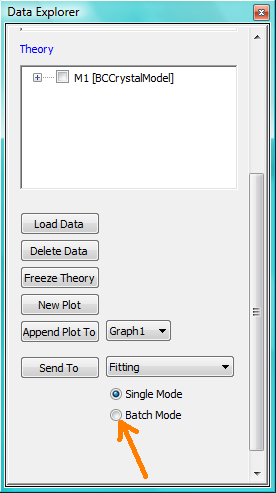 Data Explorer
Theory
M1 [BCCrystalModel]
Load Data
Delete Data
Freeze Theory
New Plot
Append Plot To Graph1
Send To Fitting
Single Mode
Batch Mode